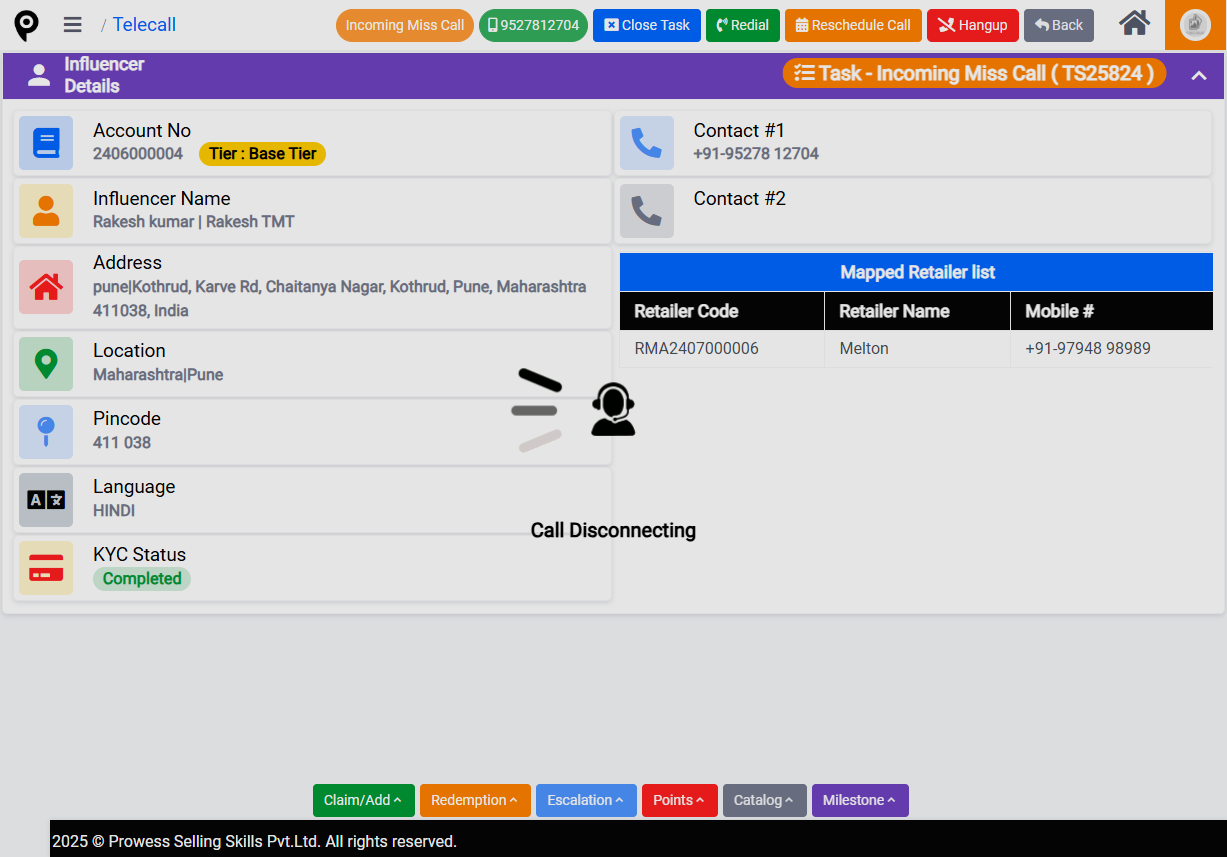 / Telecall
Incoming Miss Call
9527812704
Close Task
Redial
Reschedule Call
Hangup
Back
Influencer
Details
Task - Incoming Miss Call ( TS25824 )
Account No
2406000004 Tier : Base Tier
Contact #1
+91-95278 12704
Influencer Name
Rakesh kumar | Rakesh TMT
Contact #2
Address
pune|Kothrud, Karve Rd, Chaitanya Nagar, Kothrud, Pune, Maharashtra
411038, India
Mapped Retailer list
Retailer Code Retailer Name Mobile #
RMA2407000006 Melton +91-97948 98989
Location
Maharashtra|Pune
Pincode
411 038
A
Language
HINDI
Call Disconnecting
KYC Status
Completed
Claim/Add
Redemption
Escalation
Points
Catalog
Milestone
2025 © Prowess Selling Skills Pvt.Ltd. All rights reserved.